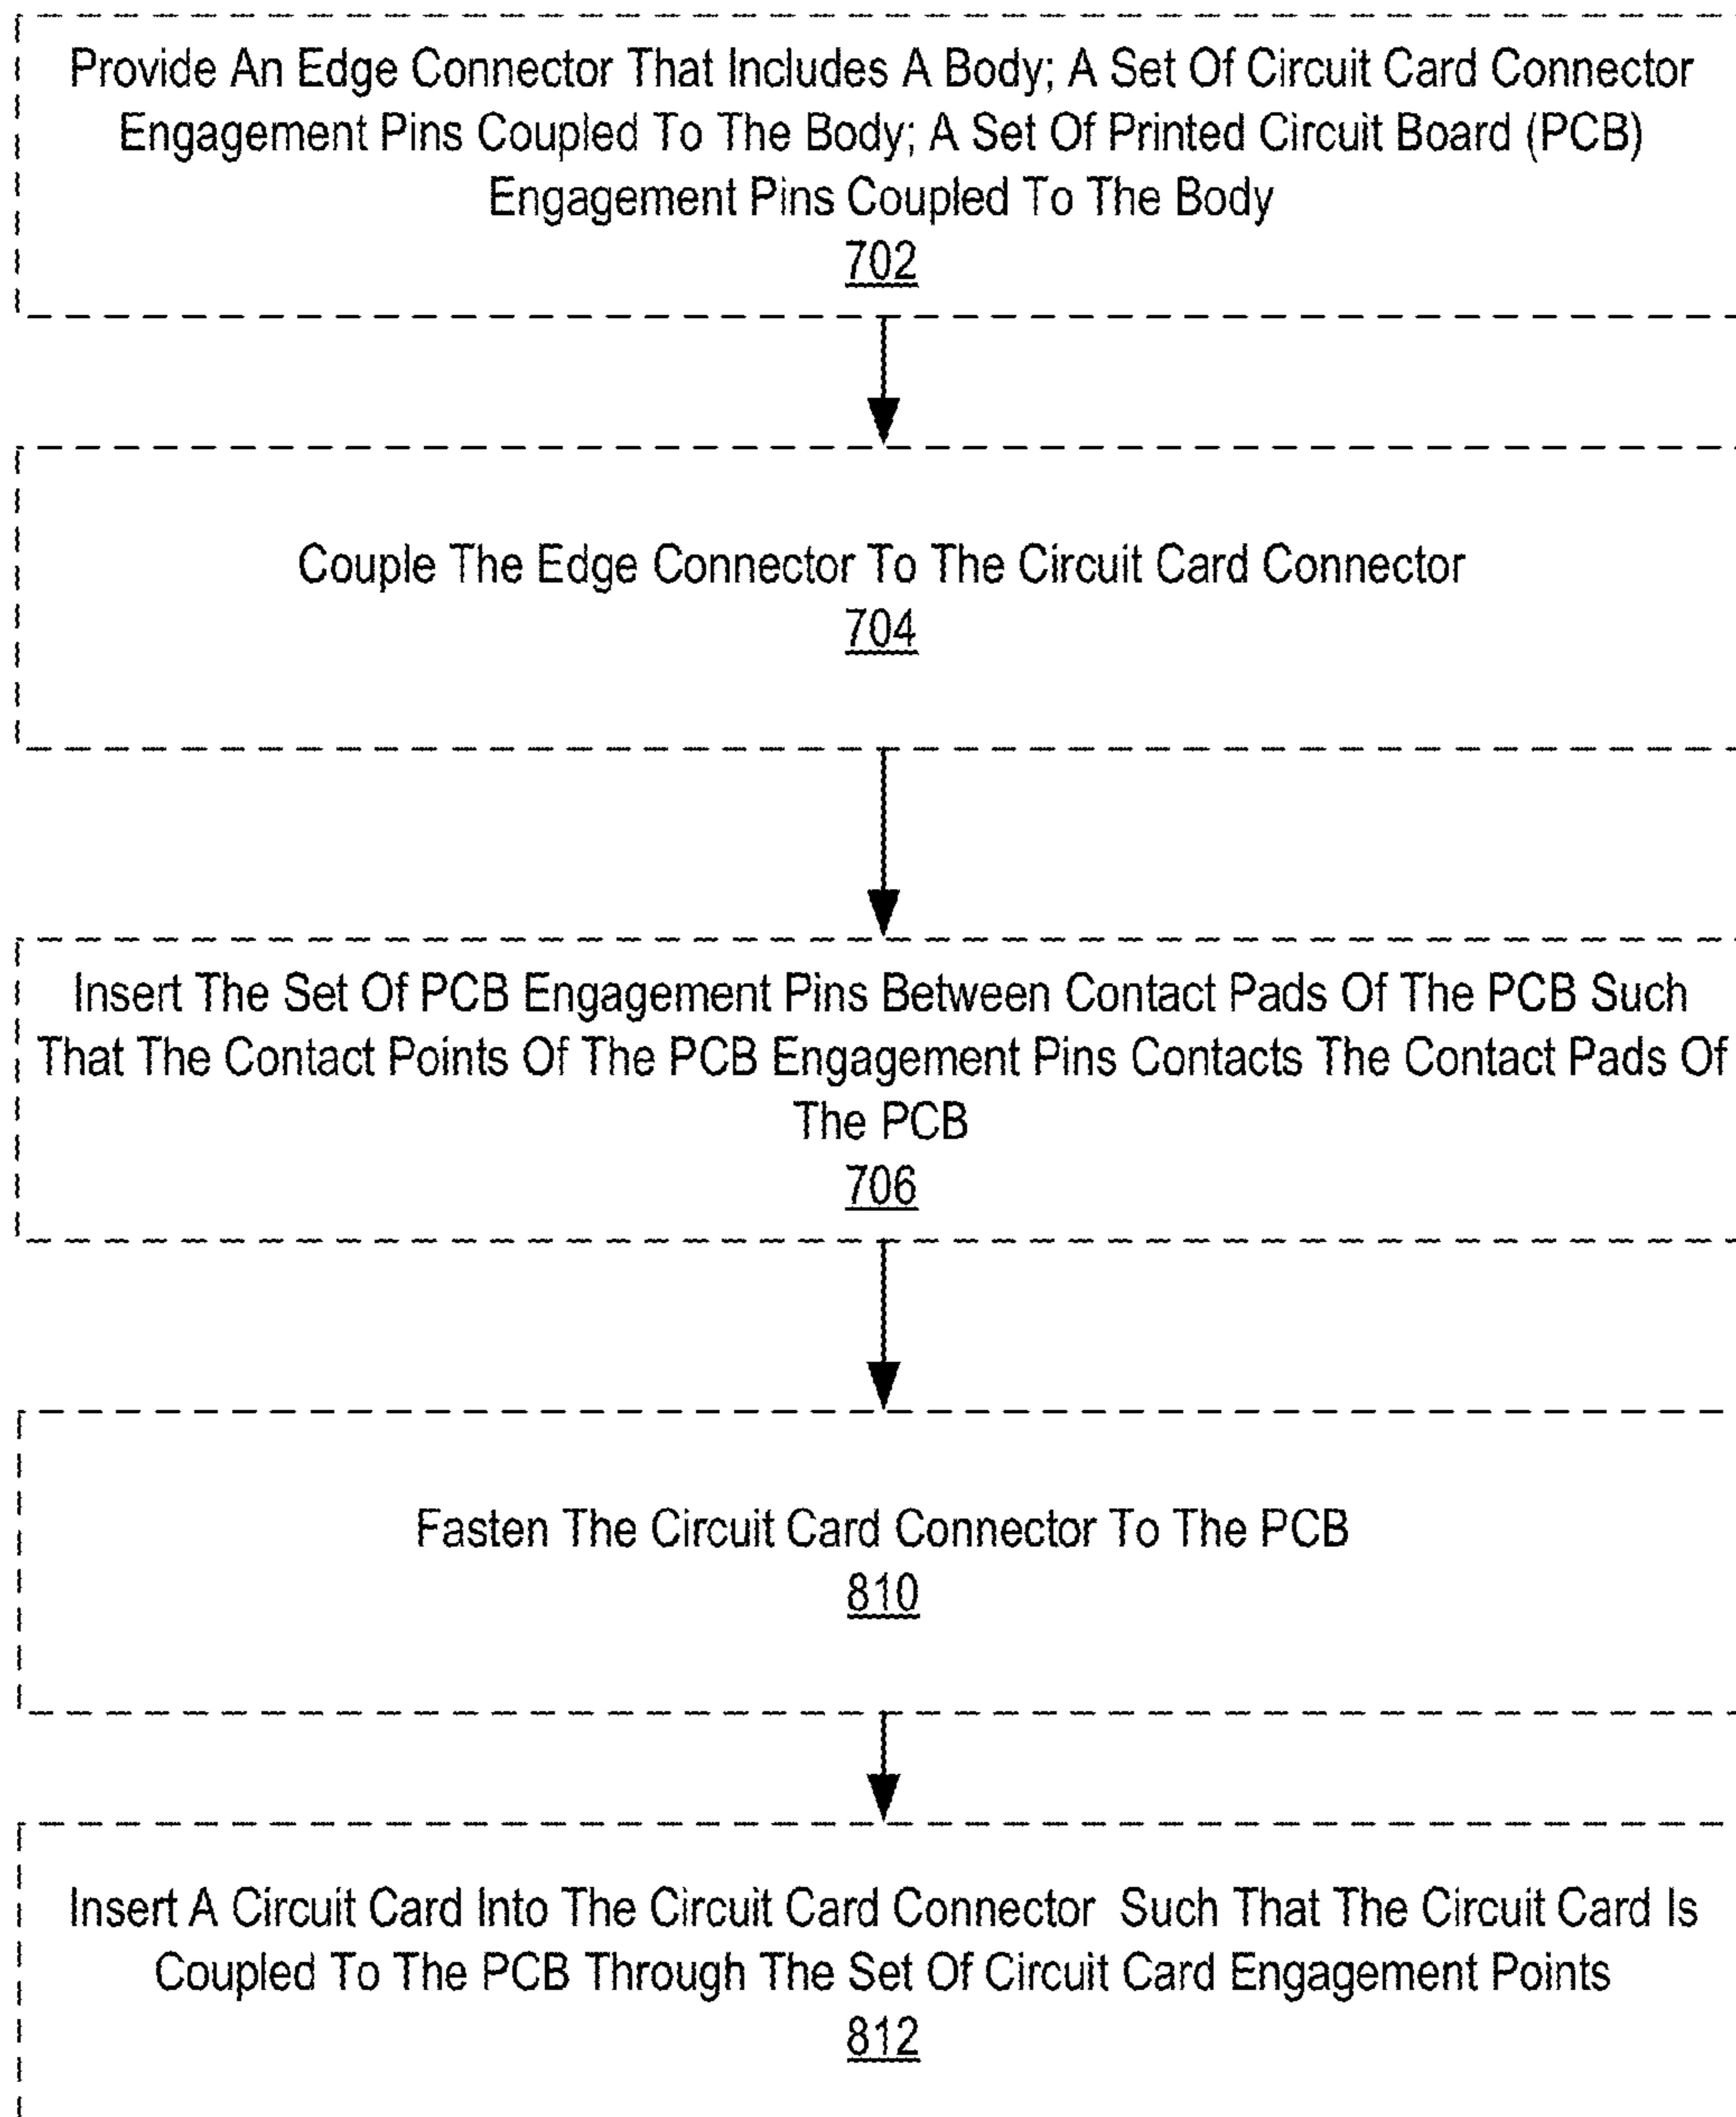 Provide An Edge Connector That Includes A Body; A Set Of Circuit Card Connector
Engagement Pins Coupled To The Body; A Set Of Printed Circuit Board (PCB)
Engagement Pins Coupled To The Body
702
Couple The Edge Connector To The Circuit Card Connector
704
Insert The Set Of PCB Engagement Pins Between Contact Pads Of The PCB Such
That The Contact Points Of The PCB Engagement Pins Contacts The Contact Pads Of
The PCB
706
Fasten The Circuit Card Connector To The PCB
810
Insert A Circuit Card Into The Circuit Card Connector Such That The Circuit Card Is
Coupled To The PCB Through The Set Of Circuit Card Engagement Points
812